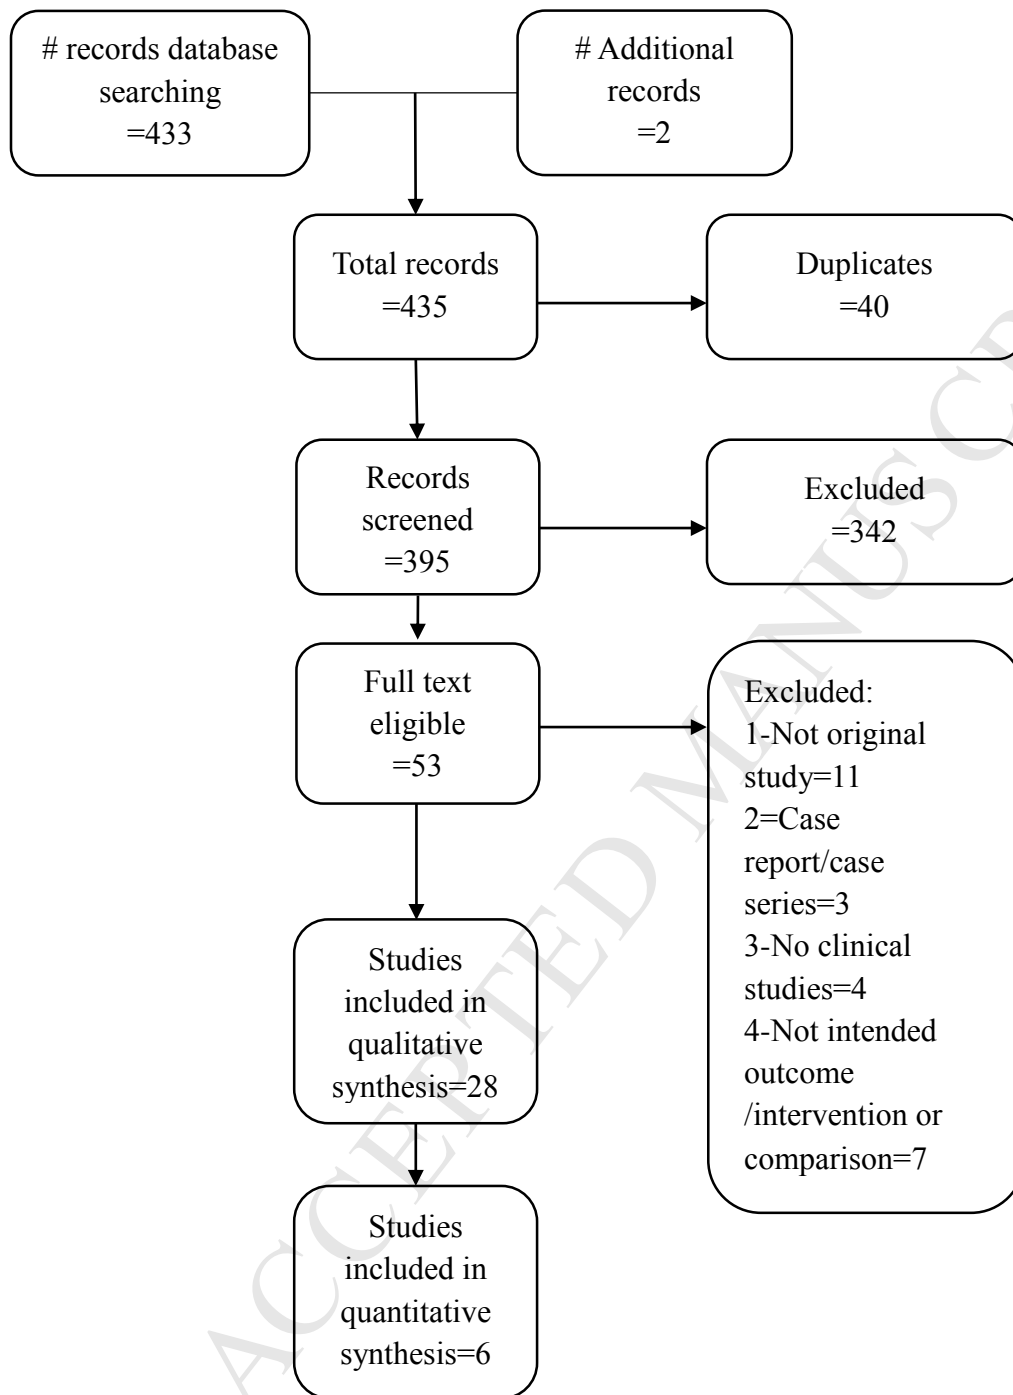 # records database
searching
=433
# Additional
records
=2
Total records
=435
Duplicates
=40
Records
screened
=395
Excluded
=342
Full text
eligible
=53
Excluded:
1-Not original
study=11
2=Case
report/case
series=3
3-No clinical
studies=4
4-Not intended
outcome
/intervention or
comparison=7
Studies
included in
qualitative
synthesis=28
Studies
included in
quantitative
synthesis=6
ACCEPTED MANUSCRIP